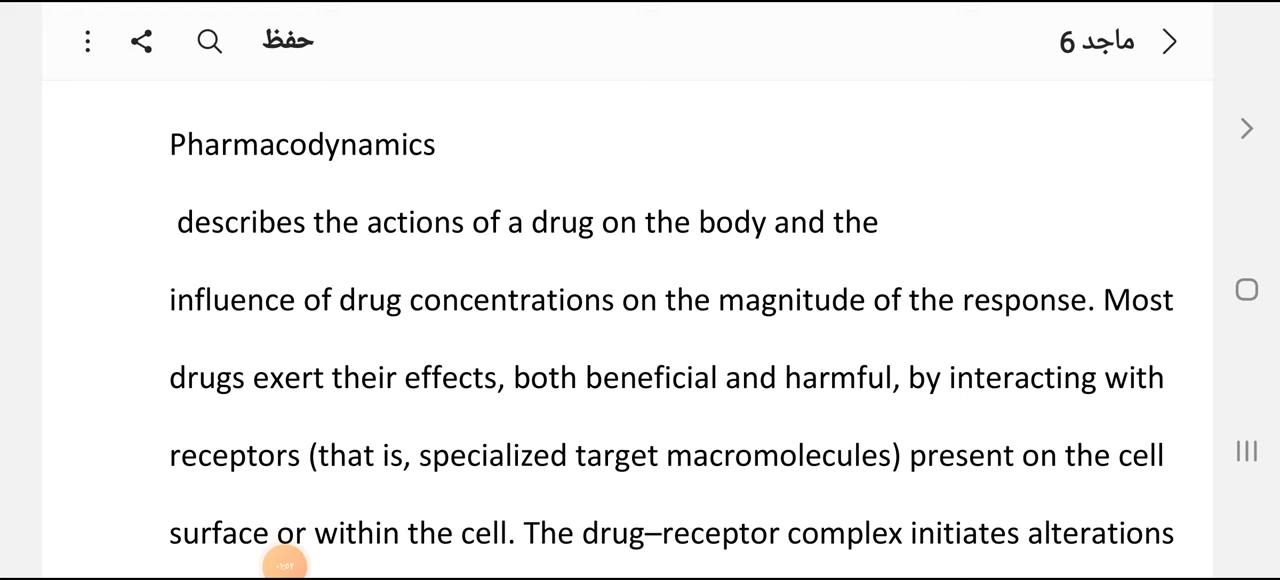 حفظ
ماجد 6
Pharmacodynamics
describes the actions of a drug on the body and the
influence of drug concentrations on the magnitude of the response. Most
drugs exert their effects, both beneficial and harmful, by interacting with
receptors (that is, specialized target macromolecules) present on the cell
surface or within the cell. The drug–receptor complex initiates alterations
٠١:٥٢